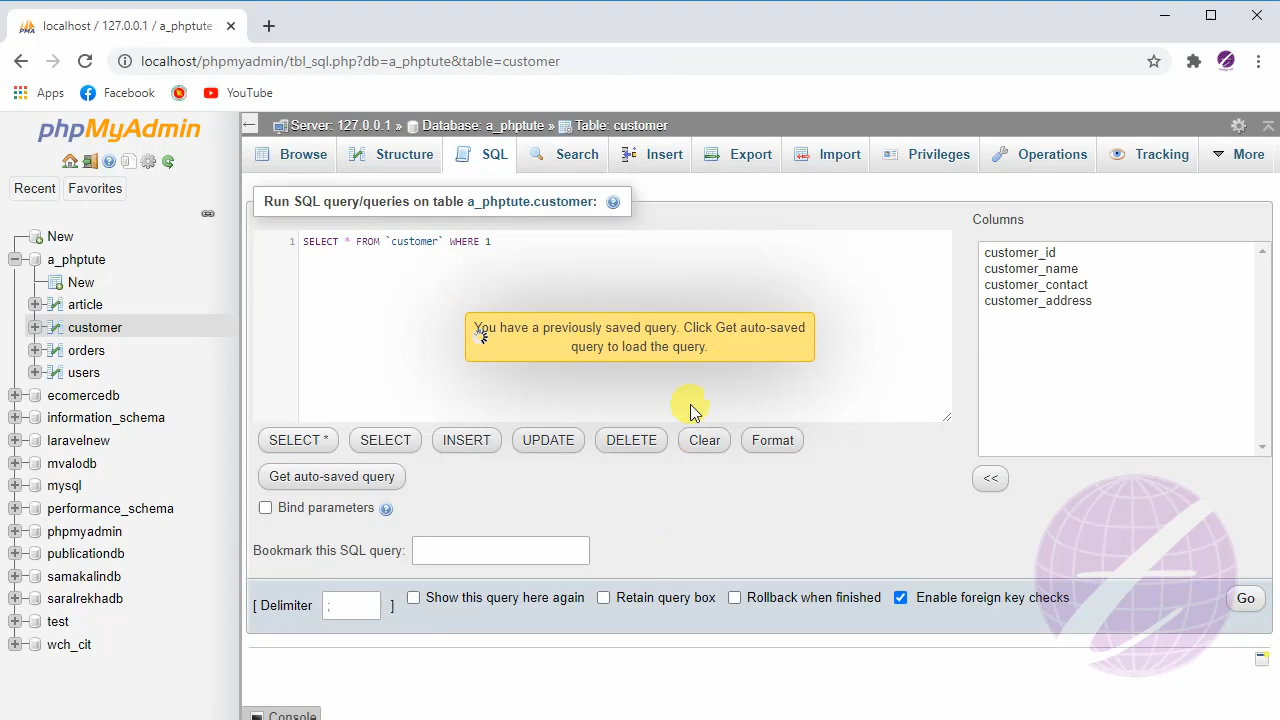 localhost / 127.0.0.1 / a_phptute
localhost/phpmyadmin/tbl_sql.php?db=a_phptute&table=customer
Apps Facebook YouTube
phpMyAdmin
Recent Favorites
New
a_phptute
New
article
customer
orders
users
ecomercedb
information_schema
laravelnew
mvalodb
mysql
performance_schema
phpmyadmin
publicationdb
samakalindb
saralrekhadb
test
wch_cit
Server: 127.0.0.1 » Database: a_phptute » Table: customer
Browse Structure SQL Search Insert Export Import Privileges Operations Tracking More
Run SQL query/queries on table a_phptute.customer:
1 SELECT * FROM `customer` WHERE 1
You have a previously saved query. Click Get auto-saved
query to load the query.
Columns
customer_id
customer_name
customer_contact
customer_address
SELECT * SELECT INSERT UPDATE DELETE Clear Format
Get auto-saved query
<<
Bind parameters
Bookmark this SQL query:
[ Delimiter ; ] Show this query here again Retain query box Rollback when finished Enable foreign key checks Go
Console